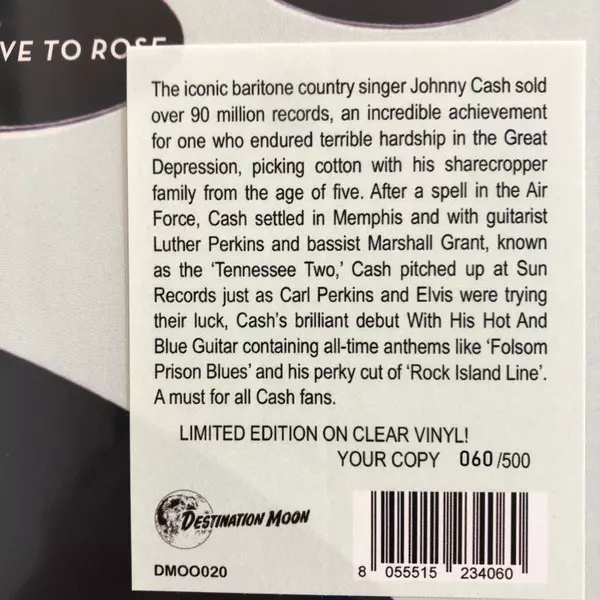 VE TO ROSE
The iconic baritone country singer Johnny Cash sold
over 90 million records, an incredible achievement
for one who endured terrible hardship in the Great
Depression, picking cotton with his sharecropper
family from the age of five. After a spell in the Air
Force, Cash settled in Memphis and with guitarist
Luther Perkins and bassist Marshall Grant, known
as the ‘Tennessee Two,’ Cash pitched up at Sun
Records just as Carl Perkins and Elvis were trying
their luck, Cash’s brilliant debut With His Hot And
Blue Guitar containing all-time anthems like ‘Folsom
Prison Blues’ and his perky cut of ‘Rock Island Line’.
A must for all Cash fans.
LIMITED EDITION ON CLEAR VINYL!
YOUR COPY 060 /500
DESTINATION MOON
DMOO020
8 055515 234060